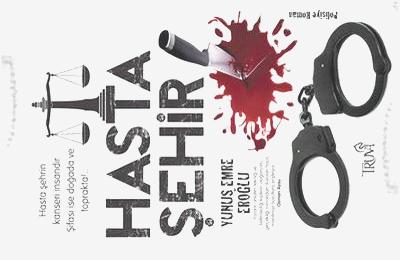 Polisiye Roman
HASTA
ŞEHİR
Hasta şehrin
kanseri insandır
Şifası ise doğada ve
toprakta!..
YUNUS EMRE
EROĞLU
TRUVA